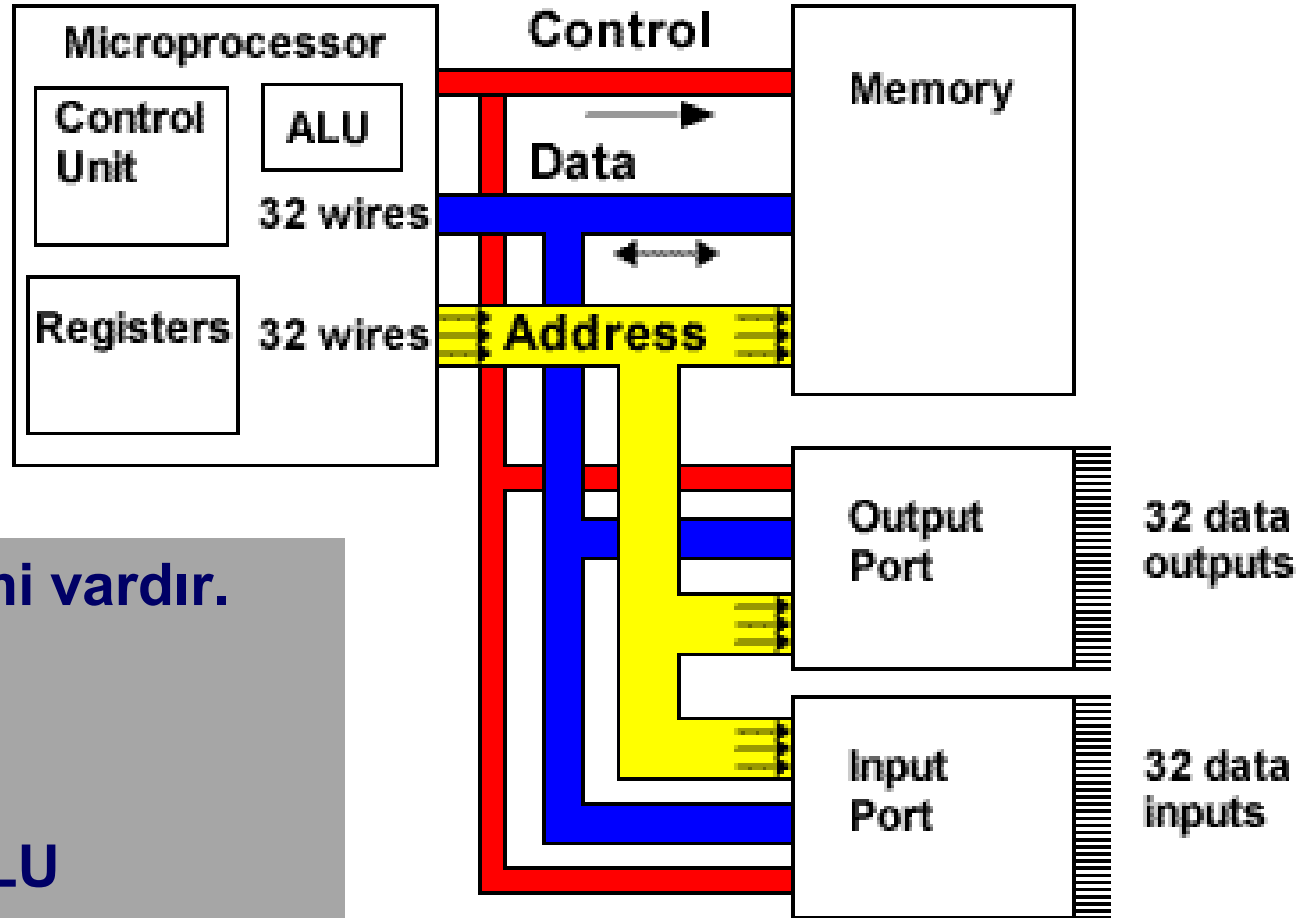 Microprocessor
Control
Unit
ALU
32 wires
Registers
32 wires
Control
Data
Address
Memory
Output
Port
32 data
outputs
Input
Port
32 data
inputs
vardır.